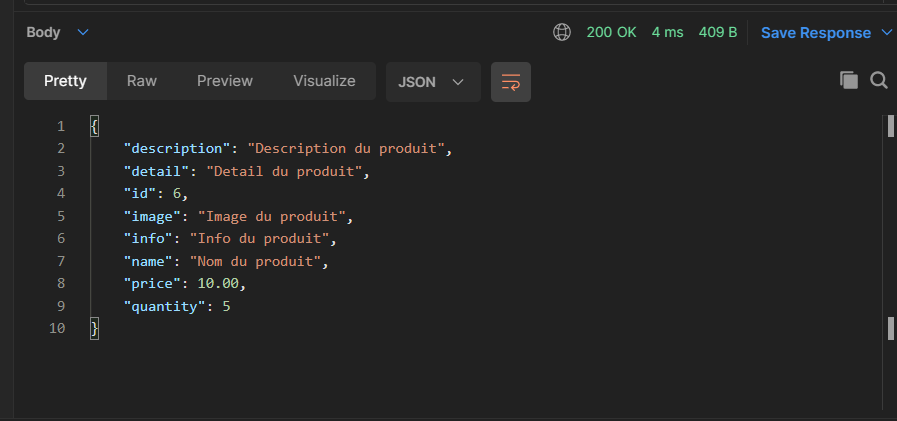 Body 200 OK 4 ms 409 B Save Response
Pretty Raw Preview Visualize JSON
1 {
2 "description": "Description du produit",
3 "detail": "Detail du produit",
4 "id": 6,
5 "image": "Image du produit",
6 "info": "Info du produit",
7 "name": "Nom du produit",
8 "price": 10.00,
9 "quantity": 5
10 }